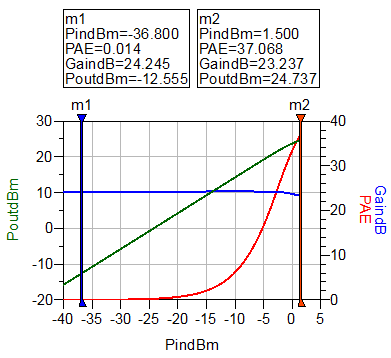 m1
PindBm=-36.800
PAE=0.014
GaindB=24.245
PoutdBm=-12.555
m2
PindBm=1.500
PAE=37.068
GaindB=23.237
PoutdBm=24.737
m1
m2
30
20
10
0
-10
-20
PoutdBm
40
30
20
10
0
GaindB
PAE
-40 -35 -30 -25 -20 -15 -10 -5 0 5
PindBm